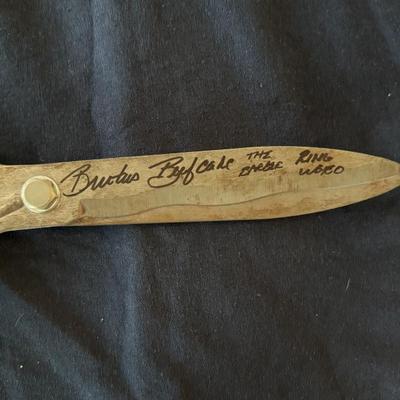 Brutus Beefcake THE RING
BARBER USED